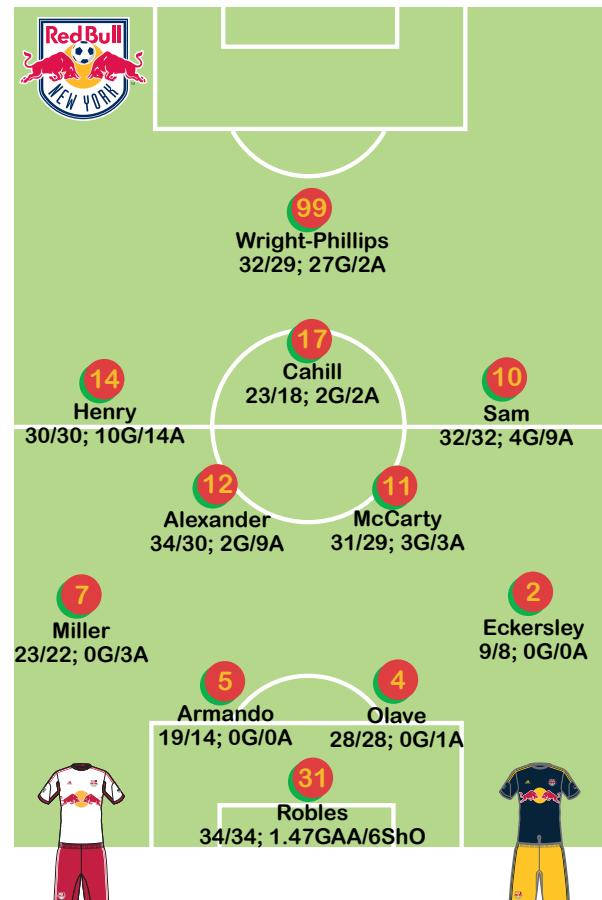 Red Bull
NEW YORK
99
Wright-Phillips
32/29; 27G/2A
17
Cahill
23/18; 2G/2A
14
Henry
30/30; 10G/14A
10
Sam
32/32; 4G/9A
12
Alexander
34/30; 2G/9A
11
McCarty
31/29; 3G/3A
7
Miller
23/22; 0G/3A
2
Eckersley
9/8; 0G/0A
5
Armando
19/14; 0G/0A
4
Olave
28/28; 0G/1A
31
Robles
34/34; 1.47GAA/6ShO